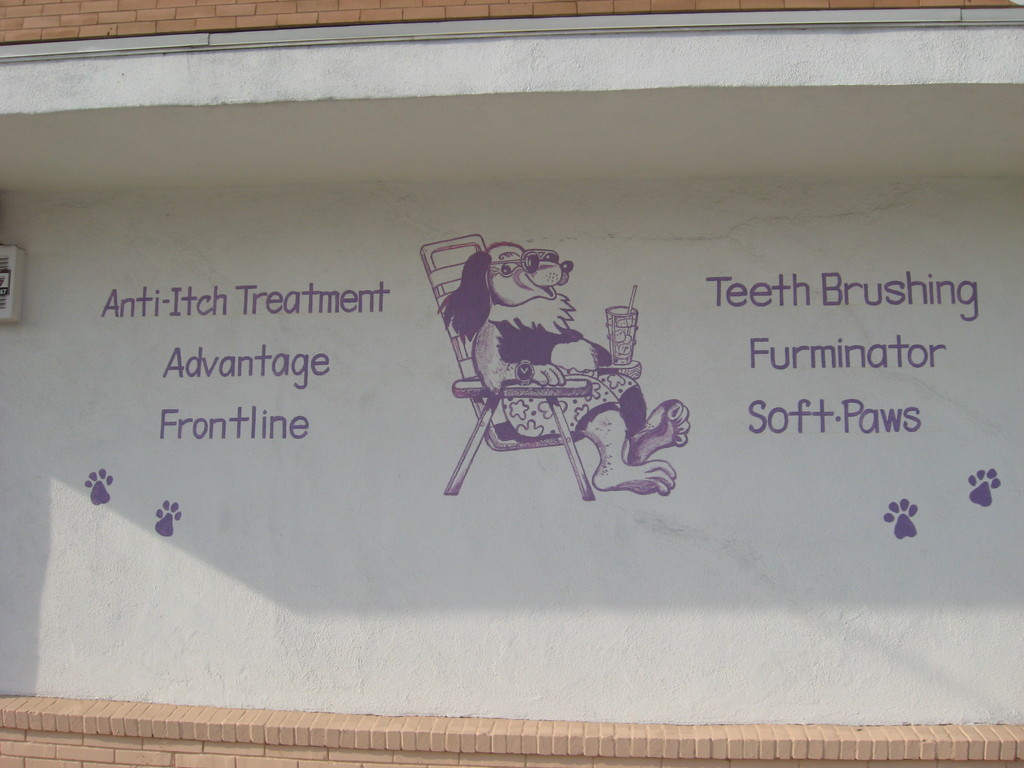 Anti-Itch Treatment
Advantage
Frontline
Teeth Brushing
Furminator
Soft-Paws